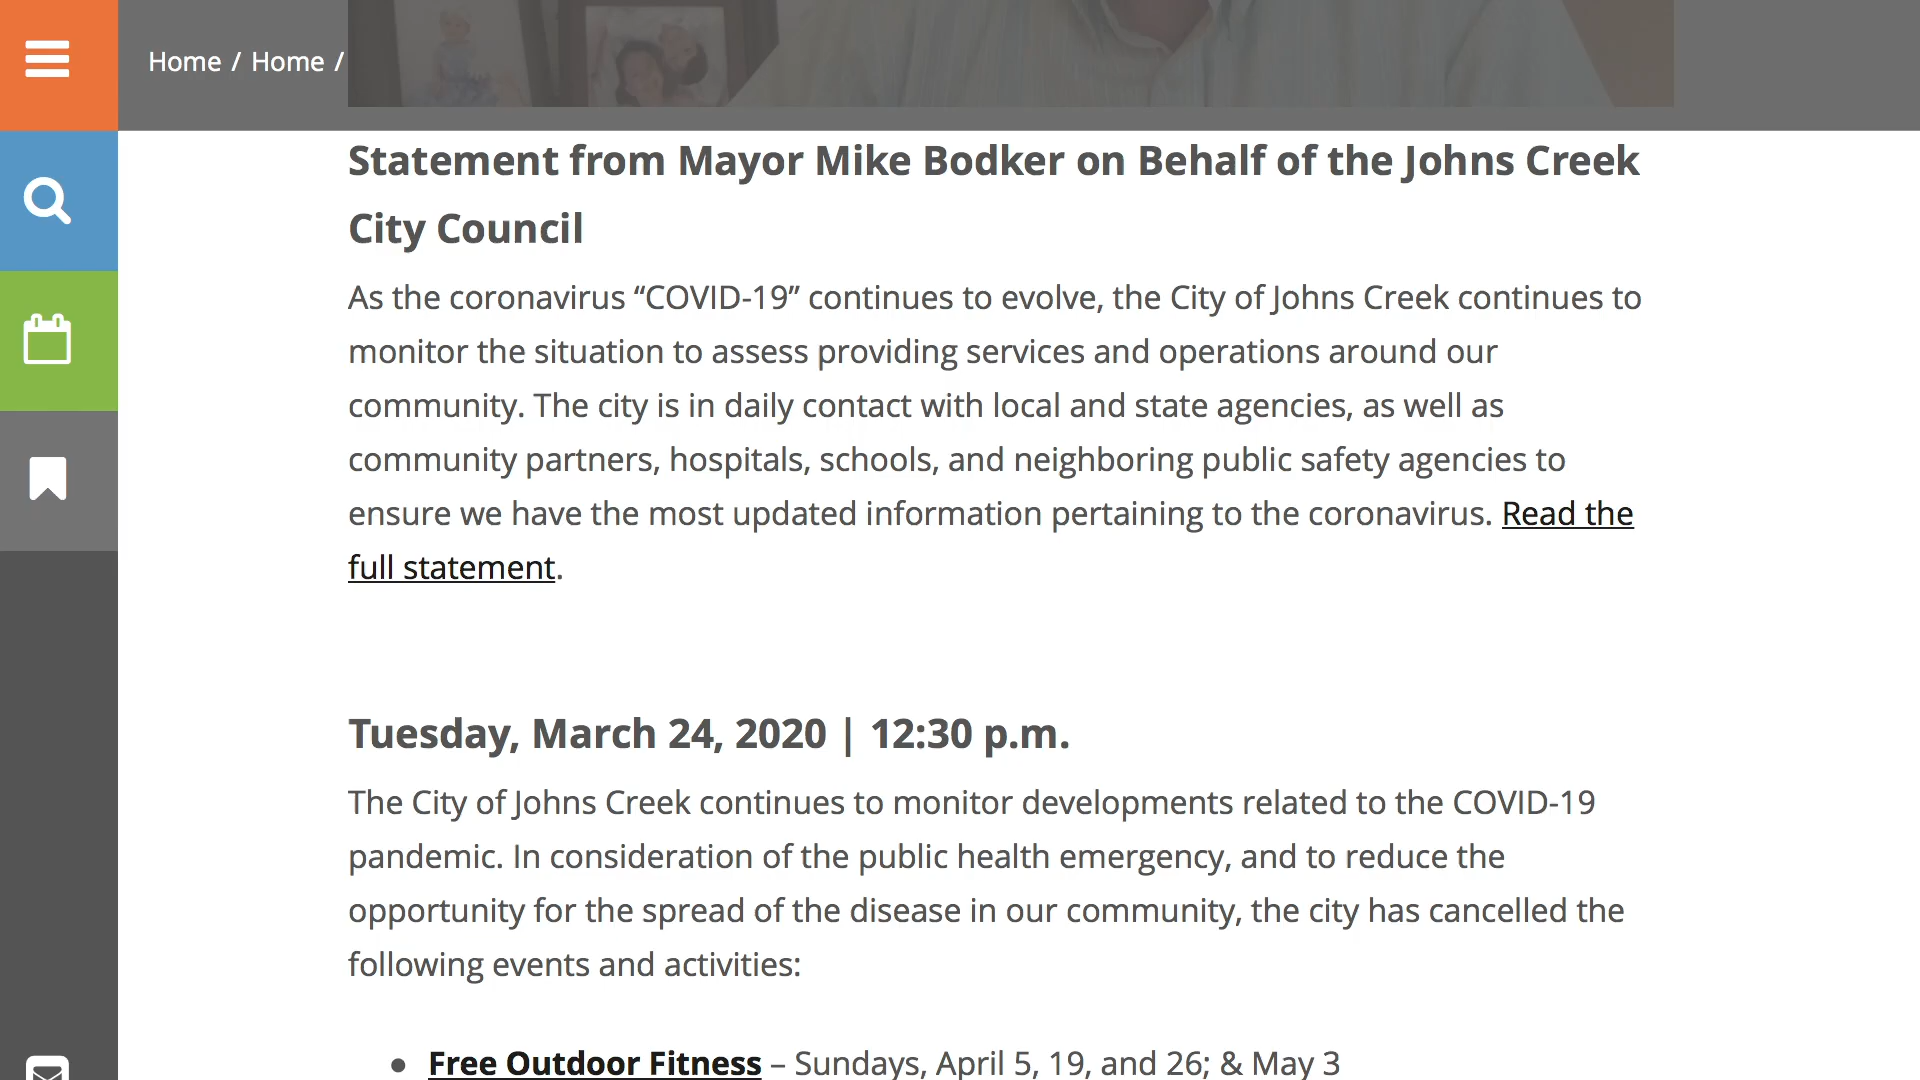 Home / Home /
Statement from Mayor Mike Bodker on Behalf of the Johns Creek
City Council
As the coronavirus “COVID-19” continues to evolve, the City of Johns Creek continues to
monitor the situation to assess providing services and operations around our
community. The city is in daily contact with local and state agencies, as well as
community partners, hospitals, schools, and neighboring public safety agencies to
ensure we have the most updated information pertaining to the coronavirus. Read the
full statement.
Tuesday, March 24, 2020 | 12:30 p.m.
The City of Johns Creek continues to monitor developments related to the COVID-19
pandemic. In consideration of the public health emergency, and to reduce the
opportunity for the spread of the disease in our community, the city has cancelled the
following events and activities:
• Free Outdoor Fitness – Sundays, April 5, 19, and 26; & May 3